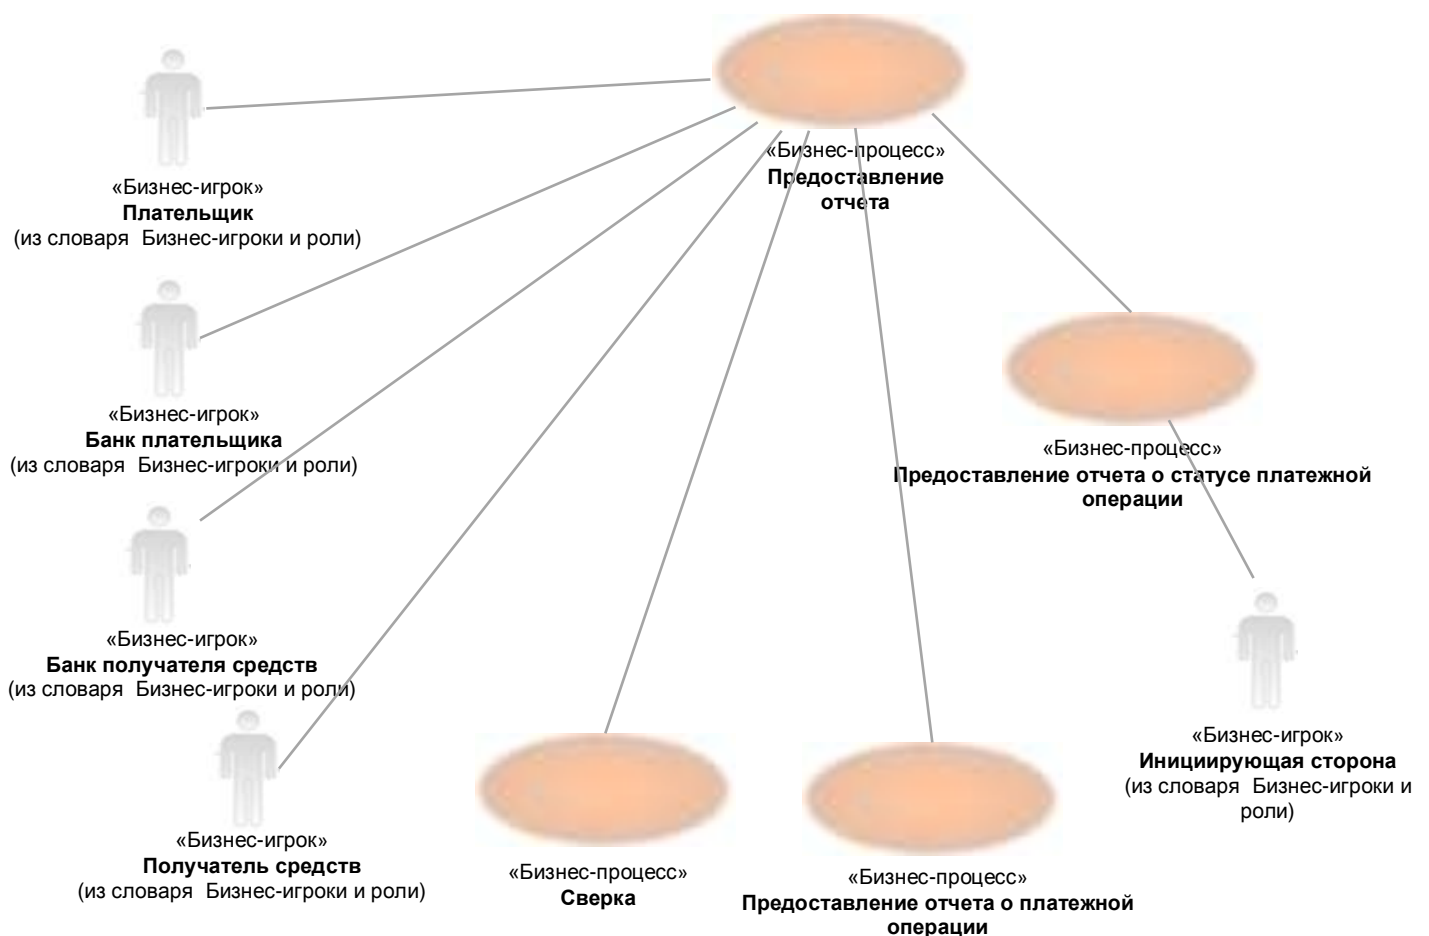 «Бизнес-процесс»
Предоставление
отчета
«Бизнес-игрок»
Плательщик
(из словаря Бизнес-игроки и роли)
«Бизнес-игрок»
Банк плательщика
(из словаря Бизнес-игроки и роли)
«Бизнес-процесс»
Предоставление отчета о статусе платежной
операции
«Бизнес-игрок»
Банк получателя средств
(из словаря Бизнес-игроки и роли)
«Бизнес-игрок»
Инициирующая сторона
(из словаря Бизнес-игроки и
роли)
«Бизнес-игрок»
Получатель средств
(из словаря Бизнес-игроки и роли)
«Бизнес-процесс»
Сверка
«Бизнес-процесс»
Предоставление отчета о платежной
операции